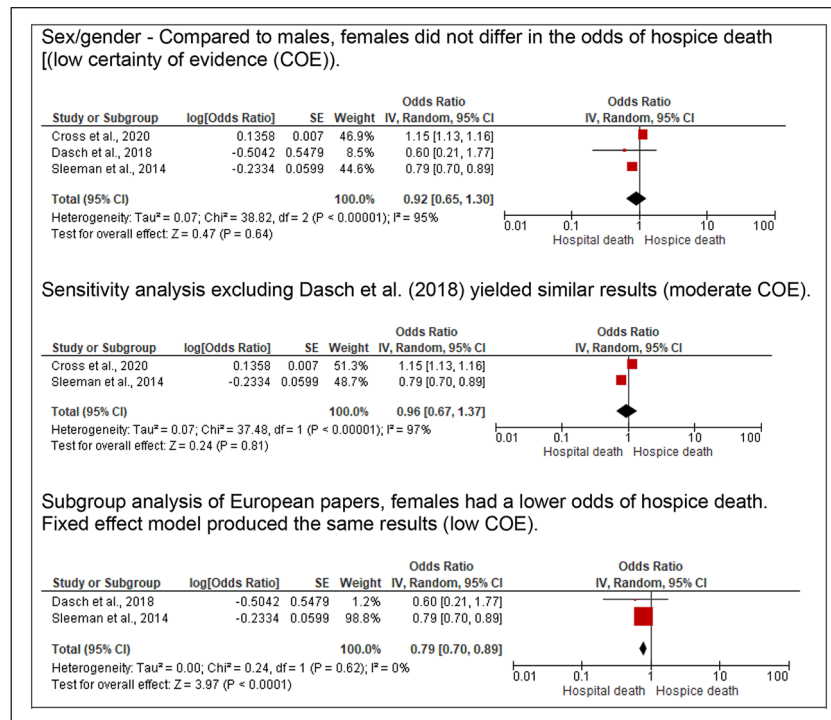 Sex/gender - Compared to males, females did not differ in the odds of hospice death
[(low certainty of evidence (COE)).
Odds Ratio Odds Ratio
Study or Subgroup log[Odds Ratio] SE Weight IV, Random, 95% CI IV, Random, 95% CI
Cross et al., 2020 0.1358 0.007 46.9% 1.15 [1.13, 1.16]
Dasch et al., 2018 -0.5042 0.5479 8.5% 0.60 [0.21, 1.77]
Sleeman et al., 2014 -0.2334 0.0599 44.6% 0.79 [0.70, 0.89]
Total (95% CI) 100.0% 0.92 [0.65, 1.30]
Heterogeneity: Tau² = 0.07; Chi² = 38.82, df = 2 (P < 0.00001); I² = 95%
Test for overall effect: Z = 0.47 (P = 0.64)
0.01 0.1 1 10 100
Hospital death Hospice death
Sensitivity analysis excluding Dasch et al. (2018) yielded similar results (moderate COE).
Odds Ratio Odds Ratio
Study or Subgroup log[Odds Ratio] SE Weight IV, Random, 95% CI IV, Random, 95% CI
Cross et al., 2020 0.1358 0.007 51.3% 1.15 [1.13, 1.16]
Sleeman et al., 2014 -0.2334 0.0599 48.7% 0.79 [0.70, 0.89]
Total (95% CI) 100.0% 0.96 [0.67, 1.37]
Heterogeneity: Tau² = 0.07; Chi² = 37.48, df = 1 (P < 0.00001); I² = 97%
Test for overall effect: Z = 0.24 (P = 0.81)
0.01 0.1 1 10 100
Hospital death Hospice death
Subgroup analysis of European papers, females had a lower odds of hospice death.
Fixed effect model produced the same results (low COE).
Odds Ratio Odds Ratio
Study or Subgroup log[Odds Ratio] SE Weight IV, Random, 95% CI IV, Random, 95% CI
Dasch et al., 2018 -0.5042 0.5479 1.2% 0.60 [0.21, 1.77]
Sleeman et al., 2014 -0.2334 0.0599 98.8% 0.79 [0.70, 0.89]
Total (95% CI) 100.0% 0.79 [0.70, 0.89]
Heterogeneity: Tau² = 0.00; Chi² = 0.24, df = 1 (P = 0.62); I² = 0%
Test for overall effect: Z = 3.97 (P < 0.0001)
0.01 0.1 1 10 100
Hospital death Hospice death